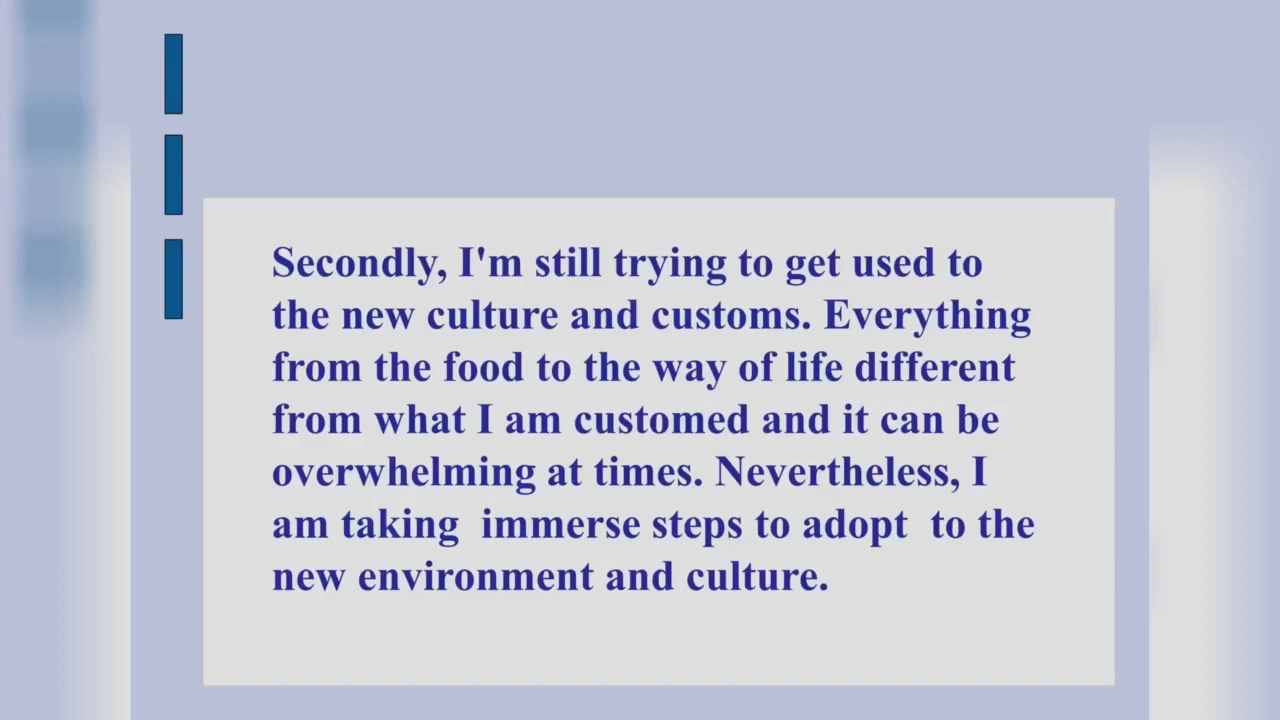 Secondly, I'm still trying to get used to
the new culture and customs. Everything
from the food to the way of life different
from what I am customed and it can be
overwhelming at times. Nevertheless, I
am taking  immerse steps to adopt  to the
new environment and culture.